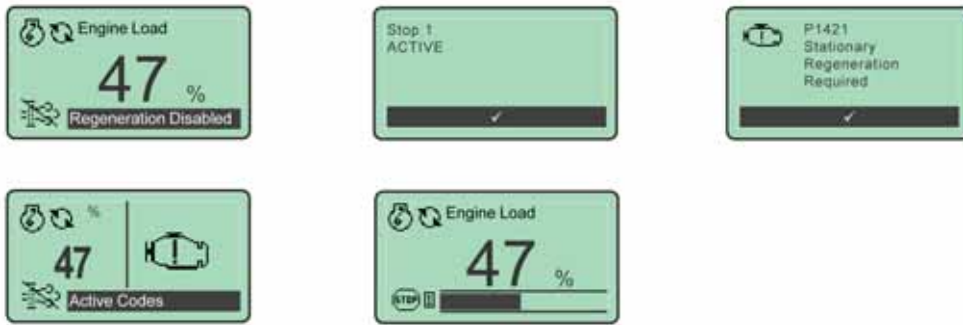 Engine Load
47 %
Regeneration Disabled
Stop 1
ACTIVE
P1421
Stationary
Regeneration
Required
%
47
Active Codes
Engine Load
47 %
STOP